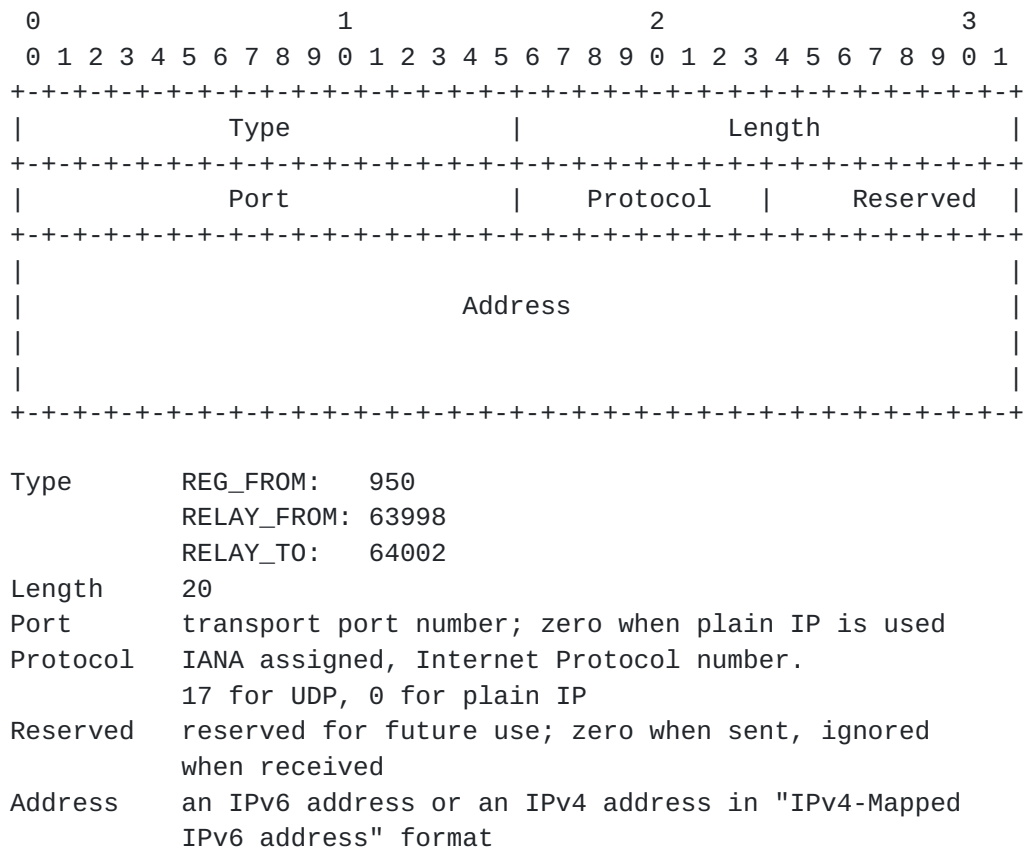 0                   1                   2                   3
 0 1 2 3 4 5 6 7 8 9 0 1 2 3 4 5 6 7 8 9 0 1 2 3 4 5 6 7 8 9 0 1
+-+-+-+-+-+-+-+-+-+-+-+-+-+-+-+-+-+-+-+-+-+-+-+-+-+-+-+-+-+-+-+-+
|             Type              |             Length            |
+-+-+-+-+-+-+-+-+-+-+-+-+-+-+-+-+-+-+-+-+-+-+-+-+-+-+-+-+-+-+-+-+
|             Port              |    Protocol   |     Reserved  |
+-+-+-+-+-+-+-+-+-+-+-+-+-+-+-+-+-+-+-+-+-+-+-+-+-+-+-+-+-+-+-+-+
|                                                               |
|                            Address                            |
|                                                               |
|                                                               |
+-+-+-+-+-+-+-+-+-+-+-+-+-+-+-+-+-+-+-+-+-+-+-+-+-+-+-+-+-+-+-+-+

Type       REG_FROM:   950
           RELAY_FROM: 63998
           RELAY_TO:   64002
Length     20
Port       transport port number; zero when plain IP is used
Protocol   IANA assigned, Internet Protocol number.
           17 for UDP, 0 for plain IP
Reserved   reserved for future use; zero when sent, ignored
           when received
Address    an IPv6 address or an IPv4 address in "IPv4-Mapped
           IPv6 address" format